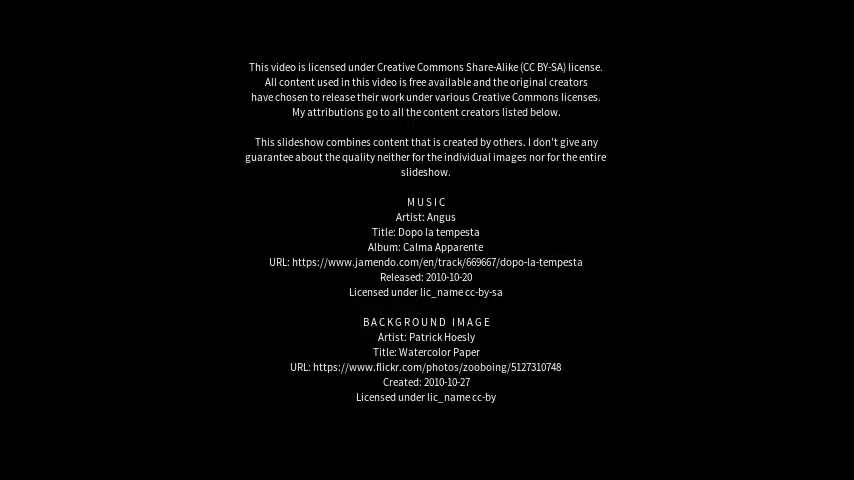 This video is licensed under Creative Commons Share-Alike (CC BY-SA) license.
All content used in this video is free available and the original creators
have chosen to release their work under various Creative Commons licenses.
My attributions go to all the content creators listed below.
This slideshow combines content that is created by others. I don't give any
guarantee about the quality neither for the individual images nor for the entire
slideshow.
MUSIC
Artist: Angus
Title: Dopo la tempesta
Album: Calma Apparente
URL: https://www.jamendo.com/en/track/669667/dopo-la-tempesta
Released: 2010-10-20
Licensed under lic_name cc-by-sa
BACKGROUND IMAGE
Artist: Patrick Hoesly
Title: Watercolor Paper
URL: https://www.flickr.com/photos/zooboing/5127310748
Created: 2010-10-27
Licensed under lic_name cc-by